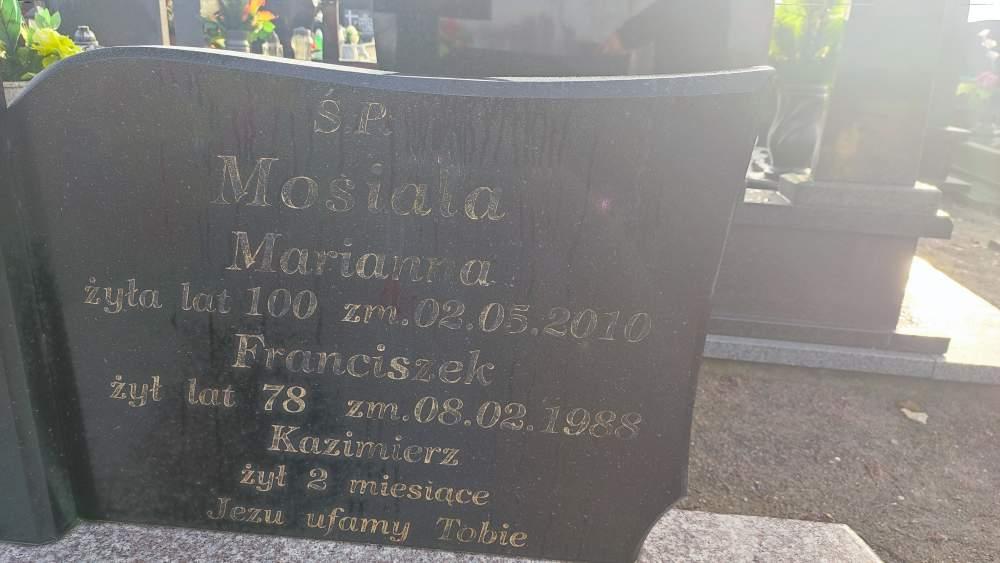 Ś.P.
Mosiala
Marianna
żyła lat 100 zm.02.05.2010
Franciszek
żył lat 78 zm.08.02.1988
Kazimierz
żył 2 miesiące
Jezu ufamy Tobie